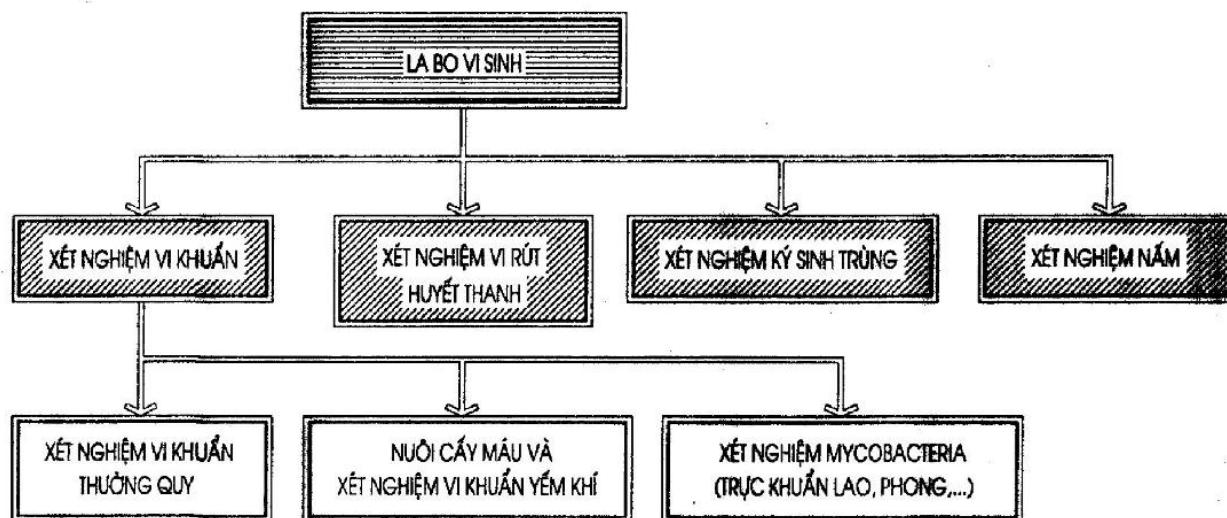 LA BO VI SINH
XÉT NGHIỆM VI KHUẨN
XÉT NGHIỆM VI RÚT
HUYẾT THANH
XÉT NGHIỆM KÝ SINH TRÙNG
XÉT NGHIỆM NẤM
XÉT NGHIỆM VI KHUẨN
THƯỜNG QUY
NUÔI CẤY MÁU VÀ
XÉT NGHIỆM VI KHUẨN YẾM KHÍ
XÉT NGHIỆM MYCOBACTERIA
(TRỰC KHUẨN LAO, PHONG,...)